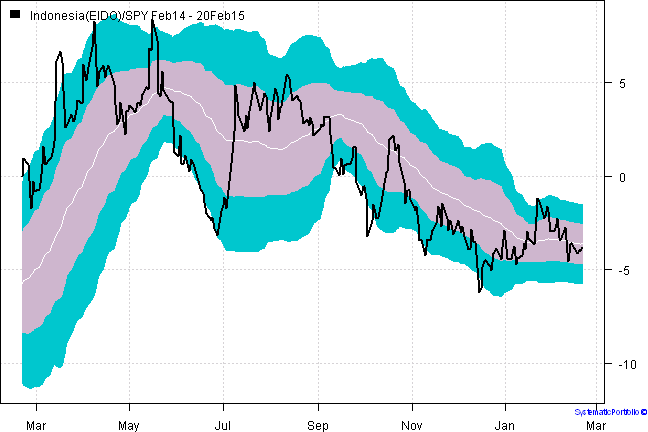 Indonesia(EIDO)/SPY Feb14 - 20Feb15
5
0
-5
-10
Mar May Jul Sep Nov Jan Mar
SystematicPortfolio ©